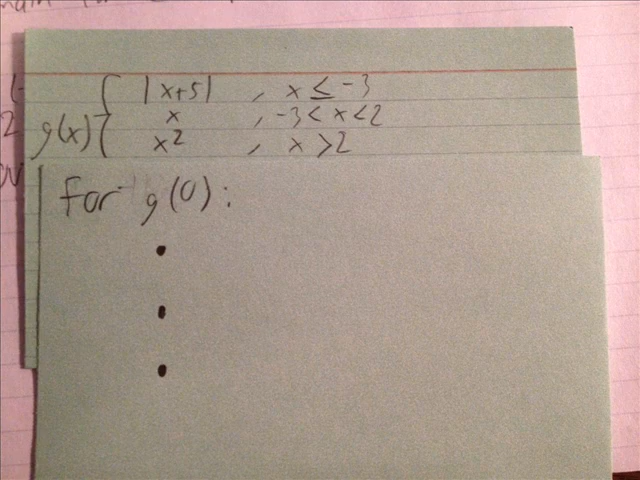 |x+5| , x ≤ -3
g(x){ x , -3 < x < 2
x² , x > 2
For g(0):